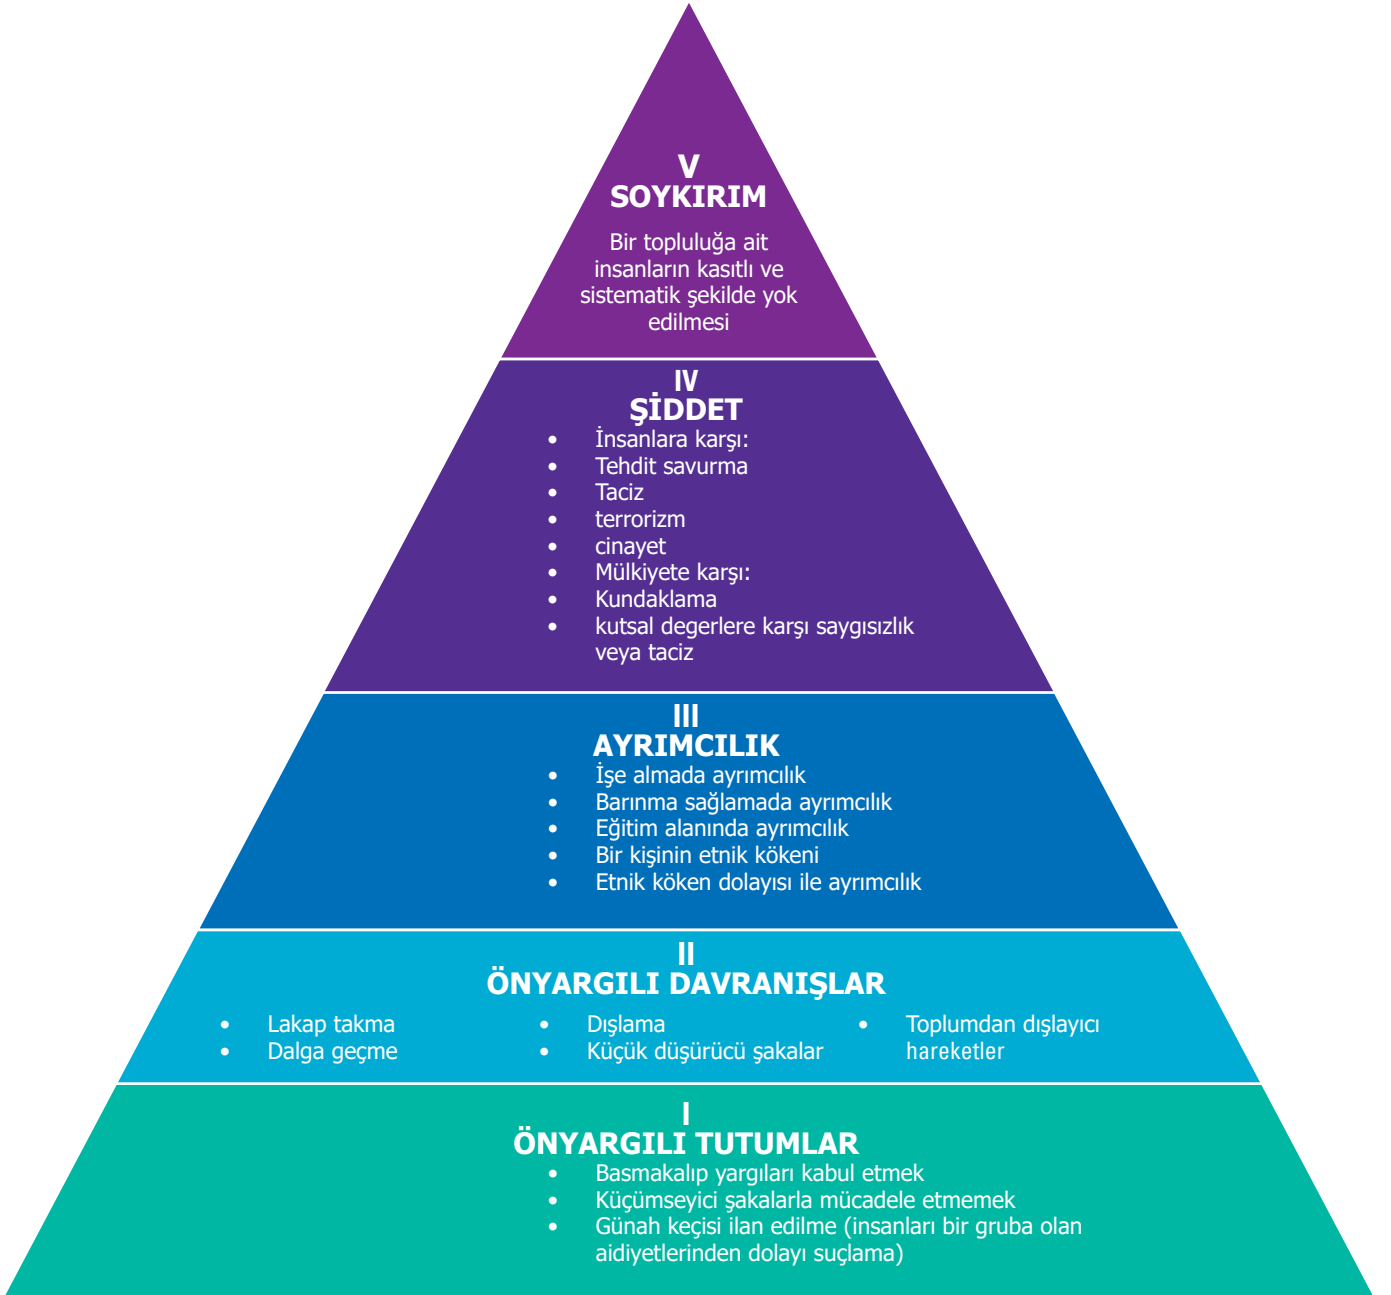 V
SOYKIRIM
Bir topluluğa ait
insanların kasıtlı ve
sistematik şekilde yok
edilmesi
IV
ŞİDDET
• İnsanlara karşı:
• Tehdit savurma
• Taciz
• terrorizm
• cinayet
• Mülkiyete karşı:
• Kundaklama
• kutsal degerlere karşı saygısızlık
veya taciz
III
AYRIMCILIK
• İşe almada ayrımcılık
• Barınma sağlamada ayrımcılık
• Eğitim alanında ayrımcılık
• Bir kişinin etnik kökeni
• Etnik köken dolayısı ile ayrımcılık
II
ÖNYARGILI DAVRANIŞLAR
• Lakap takma
• Dalga geçme
• Dışlama
• Küçük düşürücü şakalar
• Toplumdan dışlayıcı
hareketler
I
ÖNYARGILI TUTUMLAR
• Basmakalıp yargıları kabul etmek
• Küçümseyici şakalarla mücadele etmemek
• Günah keçisi ilan edilme (insanları bir gruba olan
aidiyetlerinden dolayı suçlama)